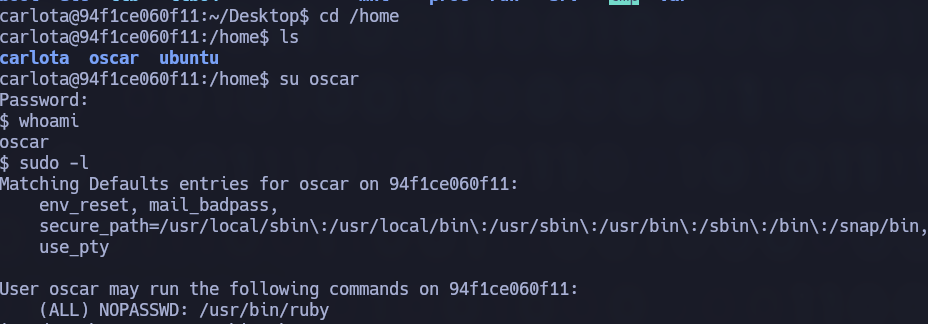 carlota@94f1ce060f11:~/Desktop$ cd /home
carlota@94f1ce060f11:/home$ ls
carlota  oscar  ubuntu
carlota@94f1ce060f11:/home$ su oscar
Password:
$ whoami
oscar
$ sudo -l
Matching Defaults entries for oscar on 94f1ce060f11:
    env_reset, mail_badpass,
    secure_path=/usr/local/sbin\:/usr/local/bin\:/usr/sbin\:/usr/bin\:/sbin\:/bin\:/snap/bin,
    use_pty

User oscar may run the following commands on 94f1ce060f11:
    (ALL) NOPASSWD: /usr/bin/ruby